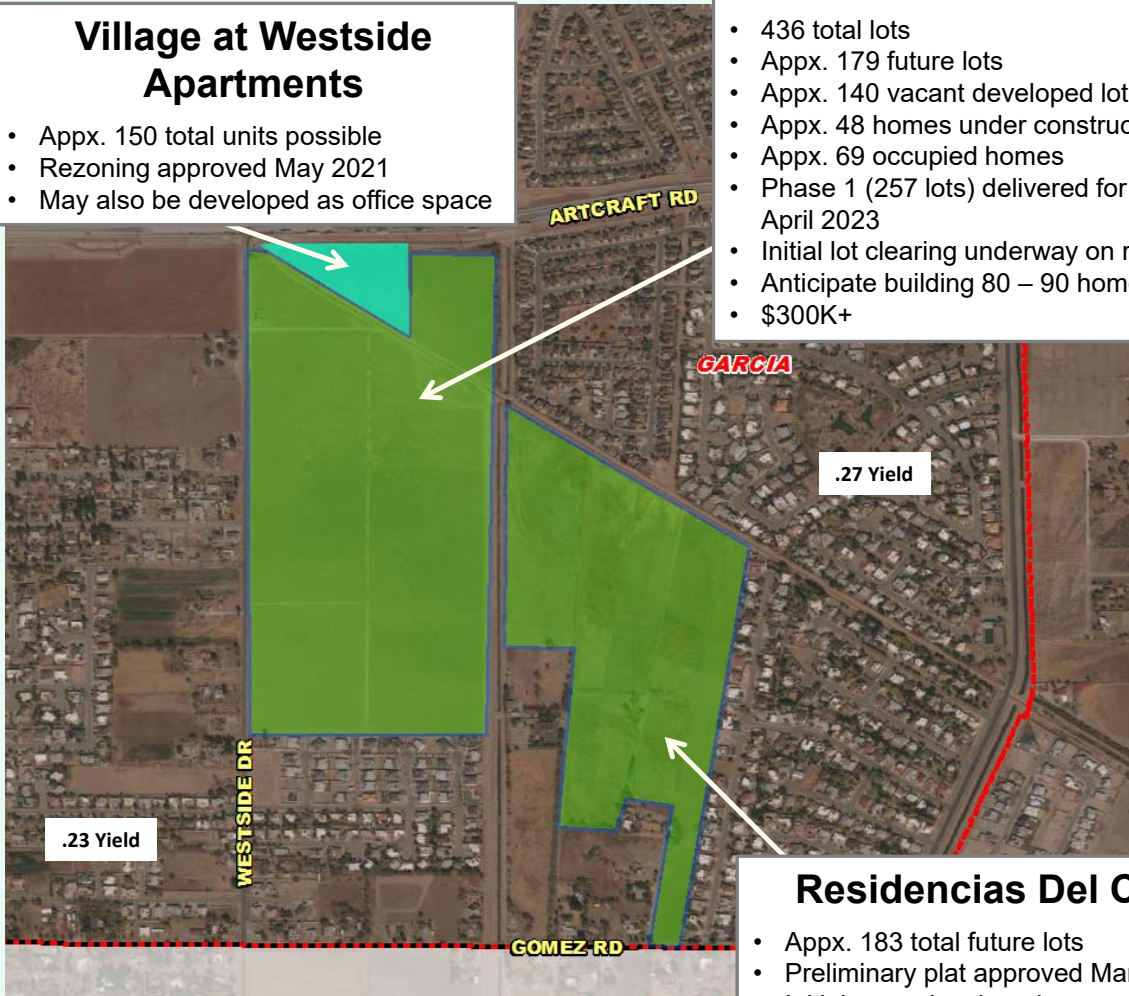 Village at Westside
Apartments
• Appx. 150 total units possible
• Rezoning approved May 2021
• May also be developed as office space
• 436 total lots
• Appx. 179 future lots
• Appx. 140 vacant developed lot
• Appx. 48 homes under construc
• Appx. 69 occupied homes
• Phase 1 (257 lots) delivered for
April 2023
• Initial lot clearing underway on
• Anticipate building 80 – 90 hom
• $300K+
ARTCRAFT RD
GARCIA
.27 Yield
WESTSIDE DR
.23 Yield
GOMEZ RD
Residencias Del
• Appx. 183 total future lots
• Preliminary plat approved Mar